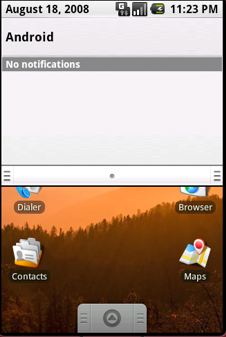 August 18, 2008 11:23 PM
Android
No notifications
Dialer Browser
Contacts Maps